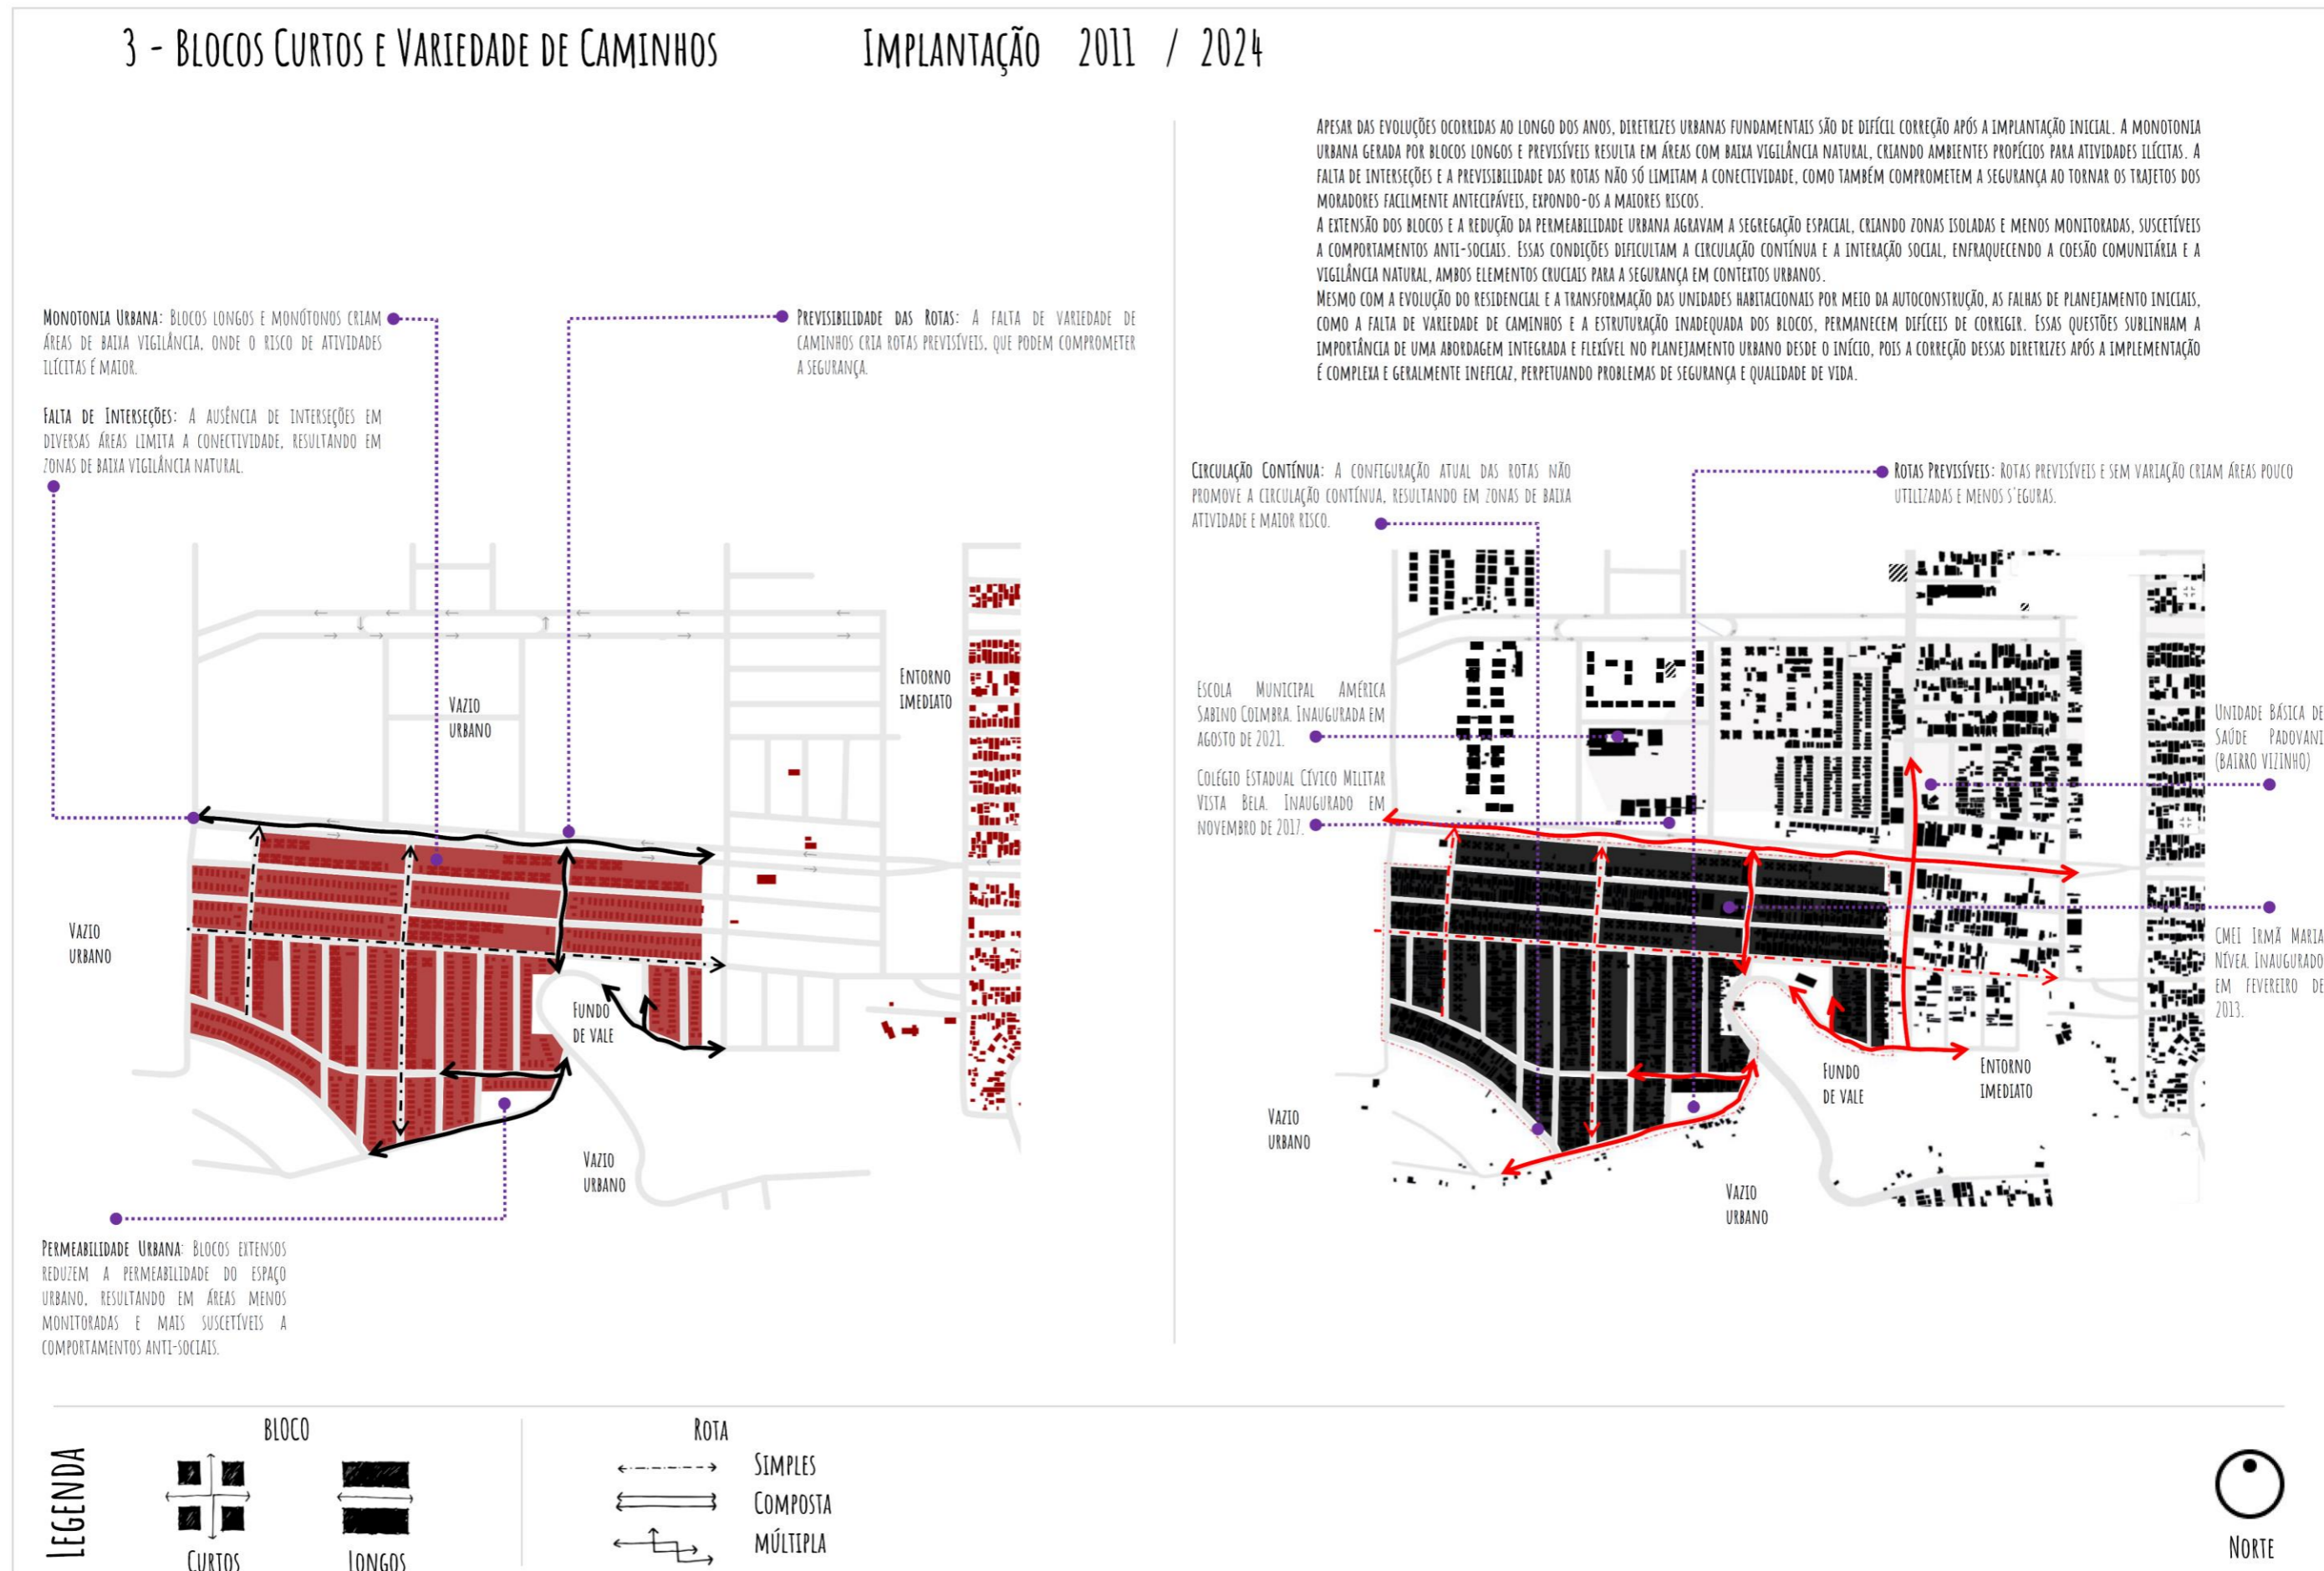 3 - Blocos Curtos e Variedade de Caminhos
Implantação 2011 / 2024
Apesar das evoluções ocorridas ao longo dos anos, diretrizes urbanas fundamentais são de difícil correção após a implantação inicial. A monotonia
urbana gerada por blocos longos e previsíveis resulta em áreas com baixa vigilância natural, criando ambientes propícios para atividades ilícitas. A
falta de interseções e a previsibilidade das rotas não só limitam a conectividade, como também comprometem a segurança ao tornar os trajetos dos
moradores facilmente antecipáveis, expondo-os a maiores riscos.
A extensão dos blocos e a redução da permeabilidade urbana agravam a segregação espacial, criando zonas isoladas e menos monitoradas, suscetíveis
a comportamentos anti-sociais. Essas condições dificultam a circulação contínua e a interação social, enfraquecendo a coesão comunitária e a
vigilância natural, ambos elementos cruciais para a segurança em contextos urbanos.
Mesmo com a evolução do residencial e a transformação das unidades habitacionais por meio da autoconstrução, as falhas de planejamento iniciais,
como a falta de variedade de caminhos e a estruturação inadequada dos blocos, permanecem difíceis de corrigir. Essas questões sublinham a
importância de uma abordagem integrada e flexível no planejamento urbano desde o início, pois a correção dessas diretrizes após a implementação
é complexa e geralmente ineficaz, perpetuando problemas de segurança e qualidade de vida.
Monotonia Urbana: Blocos longos e monótonos criam
áreas de baixa vigilância, onde o risco de atividades
ilícitas é maior.
Previsibilidade das Rotas: A falta de variedade de
caminhos cria rotas previsíveis, que podem comprometer
a segurança.
Falta de Interseções: A ausência de interseções em
diversas áreas limita a conectividade, resultando em
zonas de baixa vigilância natural.
Vazio
urbano
Entorno
imediato
Vazio
urbano
Fundo
de vale
Vazio
urbano
Permeabilidade Urbana: Blocos extensos
reduzem a permeabilidade do espaço
urbano, resultando em áreas menos
monitoradas e mais suscetíveis a
comportamentos anti-sociais.
Circulação Contínua: A configuração atual das rotas não
promove a circulação contínua, resultando em zonas de baixa
atividade e maior risco.
Rotas Previsíveis: Rotas previsíveis e sem variação criam áreas pouco
utilizadas e menos s'eguras.
Escola Municipal América
Sabino Coimbra. Inaugurada em
agosto de 2021.
Colégio Estadual Cívico Militar
Vista Bela. Inaugurado em
novembro de 2017.
Unidade Básica de
Saúde Padovani
(bairro vizinho)
CMEI Irmã Maria
Nívea. Inaugurado
em fevereiro de
2013.
Fundo
de vale
Entorno
imediato
Vazio
urbano
Vazio
urbano
Legenda
BLOCO
Curtos
Longos
Rota
Simples
Composta
múltipla
Norte